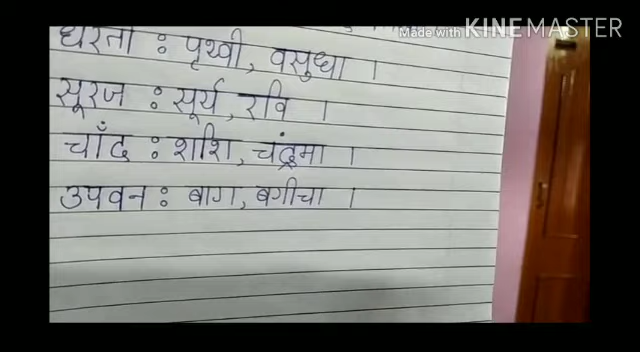 Made with KINEMASTER
धरती : पृथ्वी, वसुध्धा ।
सूरज : सूर्य, रवि ।
चाँद : शशि, चंद्रमा ।
उपवन : बाग, बगीचा ।